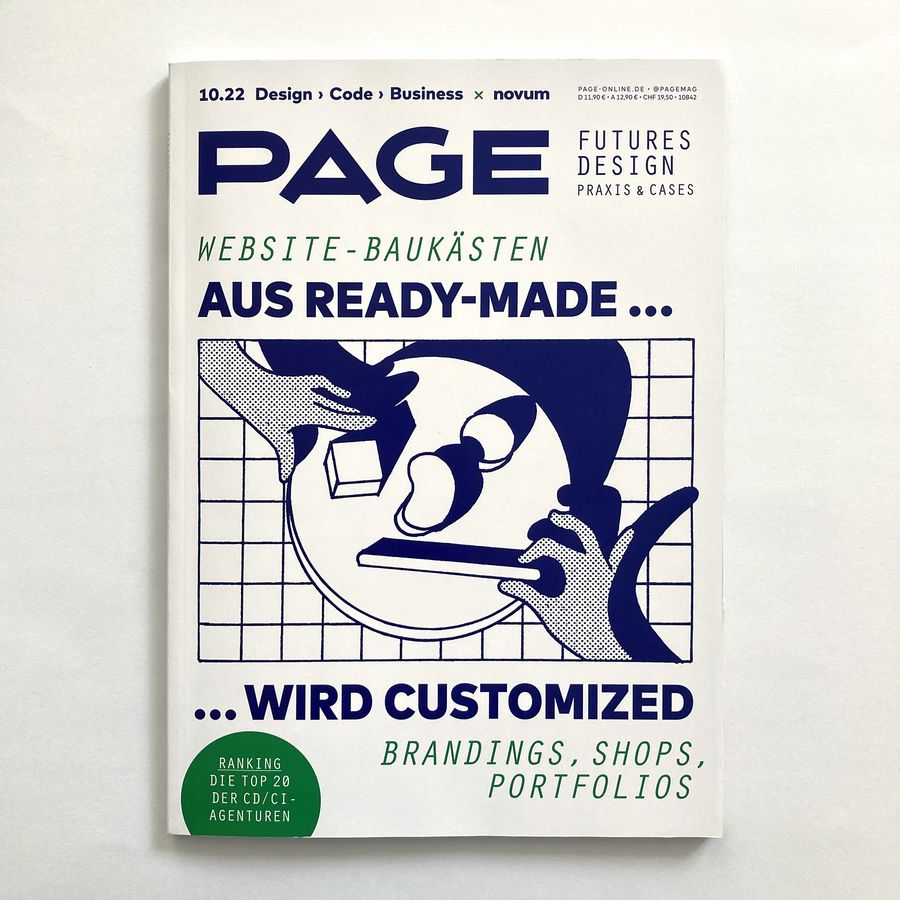 10.22 Design › Code › Business × novum
PAGE-ONLINE.DE • @PAGEMAG
D 11,90 € • A 12,90 € • CHF 19,50 • 10842
PAGE
FUTURES
DESIGN
PRAXIS & CASES
WEBSITE-BAUKÄSTEN
AUS READY-MADE ...
... WIRD CUSTOMIZED
BRANDINGS, SHOPS,
PORTFOLIOS
RANKING
DIE TOP 20
DER CD/CI-
AGENTUREN